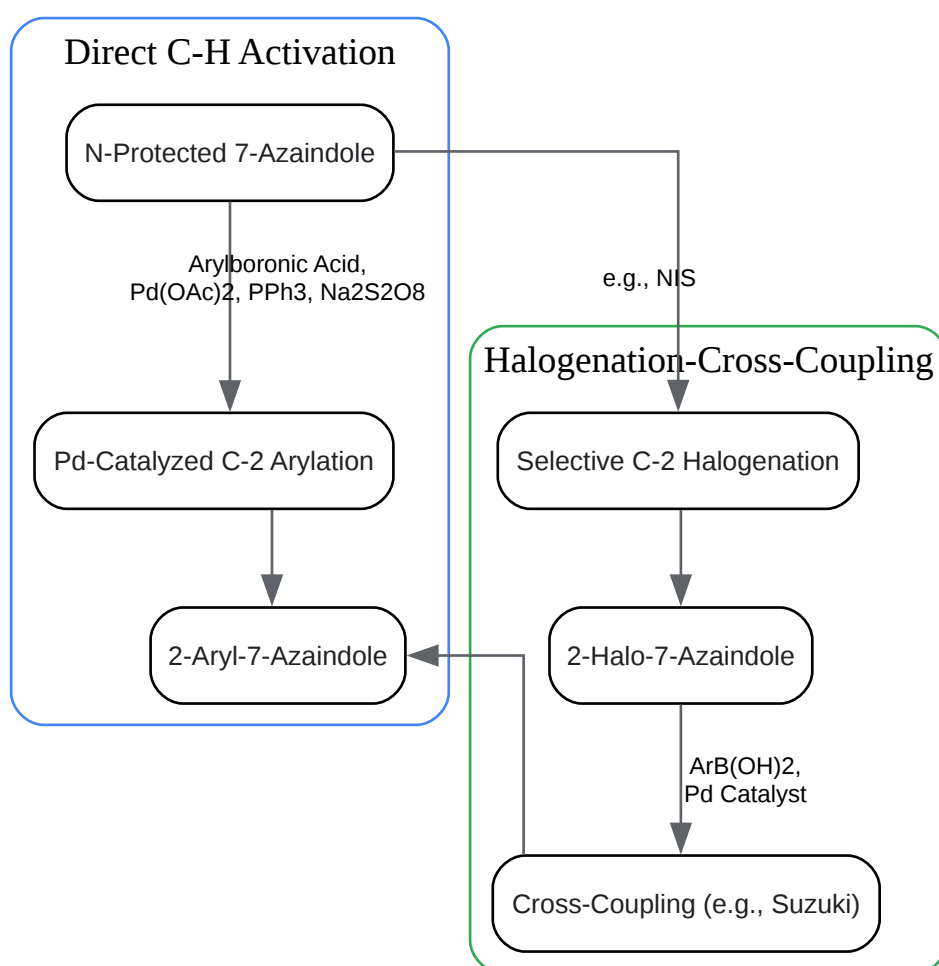 Direct C-H Activation
N-Protected 7-Azaindole
Arylboronic Acid,
Pd(OAc)2, PPh3, Na2S2O8
e.g., NIS
Halogenation-Cross-Coupling
Pd-Catalyzed C-2 Arylation
Selective C-2 Halogenation
2-Aryl-7-Azaindole
2-Halo-7-Azaindole
ArB(OH)2,
Pd Catalyst
Cross-Coupling (e.g., Suzuki)